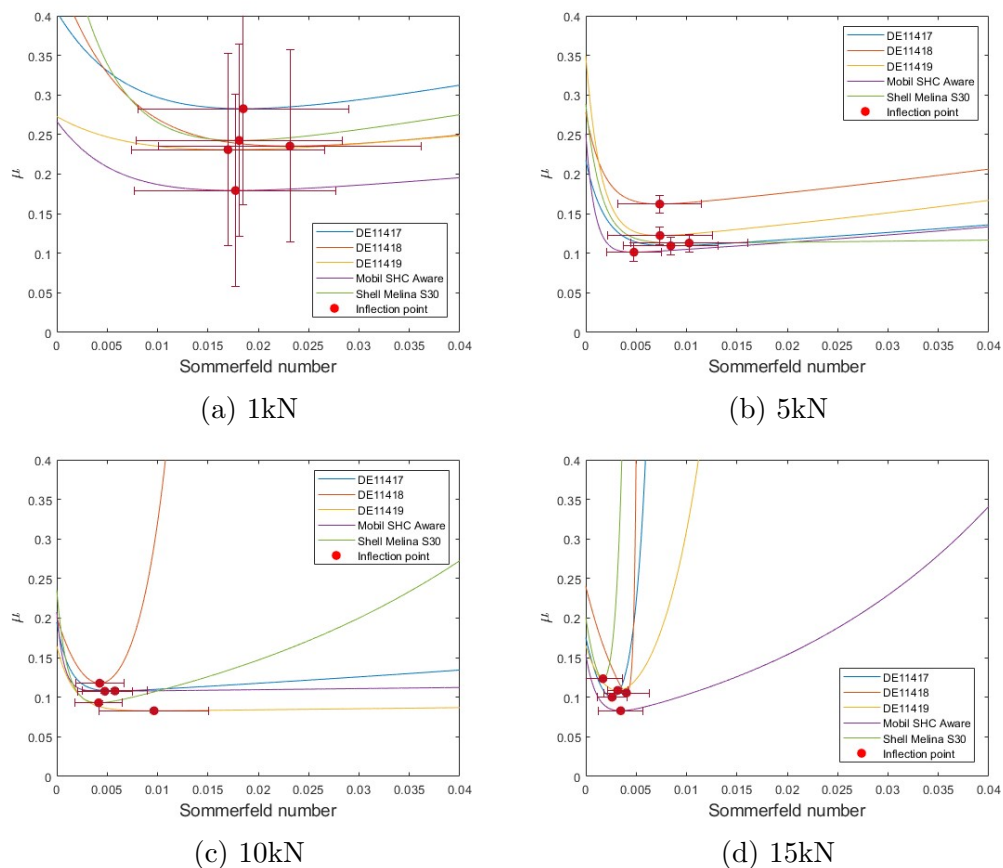 0.4
0.35
0.3
0.25
0.2
0.15
0.1
0.05
0
μ
0 0.005 0.01 0.015 0.02 0.025 0.03 0.035 0.04
Sommerfeld number
DE11417
DE11418
DE11419
Mobil SHC Aware
Shell Melina S30
Inflection point
(a) 1kN
0.4
0.35
0.3
0.25
0.2
0.15
0.1
0.05
0
μ
0 0.005 0.01 0.015 0.02 0.025 0.03 0.035 0.04
Sommerfeld number
DE11417
DE11418
DE11419
Mobil SHC Aware
Shell Melina S30
Inflection point
(b) 5kN
0.4
0.35
0.3
0.25
0.2
0.15
0.1
0.05
0
μ
0 0.005 0.01 0.015 0.02 0.025 0.03 0.035 0.04
Sommerfeld number
DE11417
DE11418
DE11419
Mobil SHC Aware
Shell Melina S30
Inflection point
(c) 10kN
0.4
0.35
0.3
0.25
0.2
0.15
0.1
0.05
0
μ
0 0.005 0.01 0.015 0.02 0.025 0.03 0.035 0.04
Sommerfeld number
DE11417
DE11418
DE11419
Mobil SHC Aware
Shell Melina S30
Inflection point
(d) 15kN